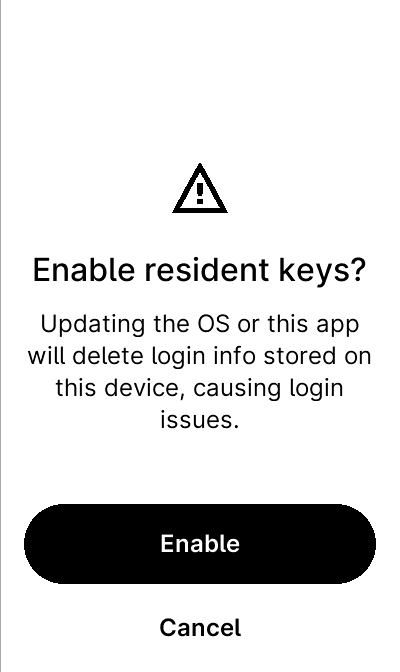 Enable resident keys?
Updating the OS or this app
will delete login info stored on
this device, causing login
issues.
Enable
Cancel